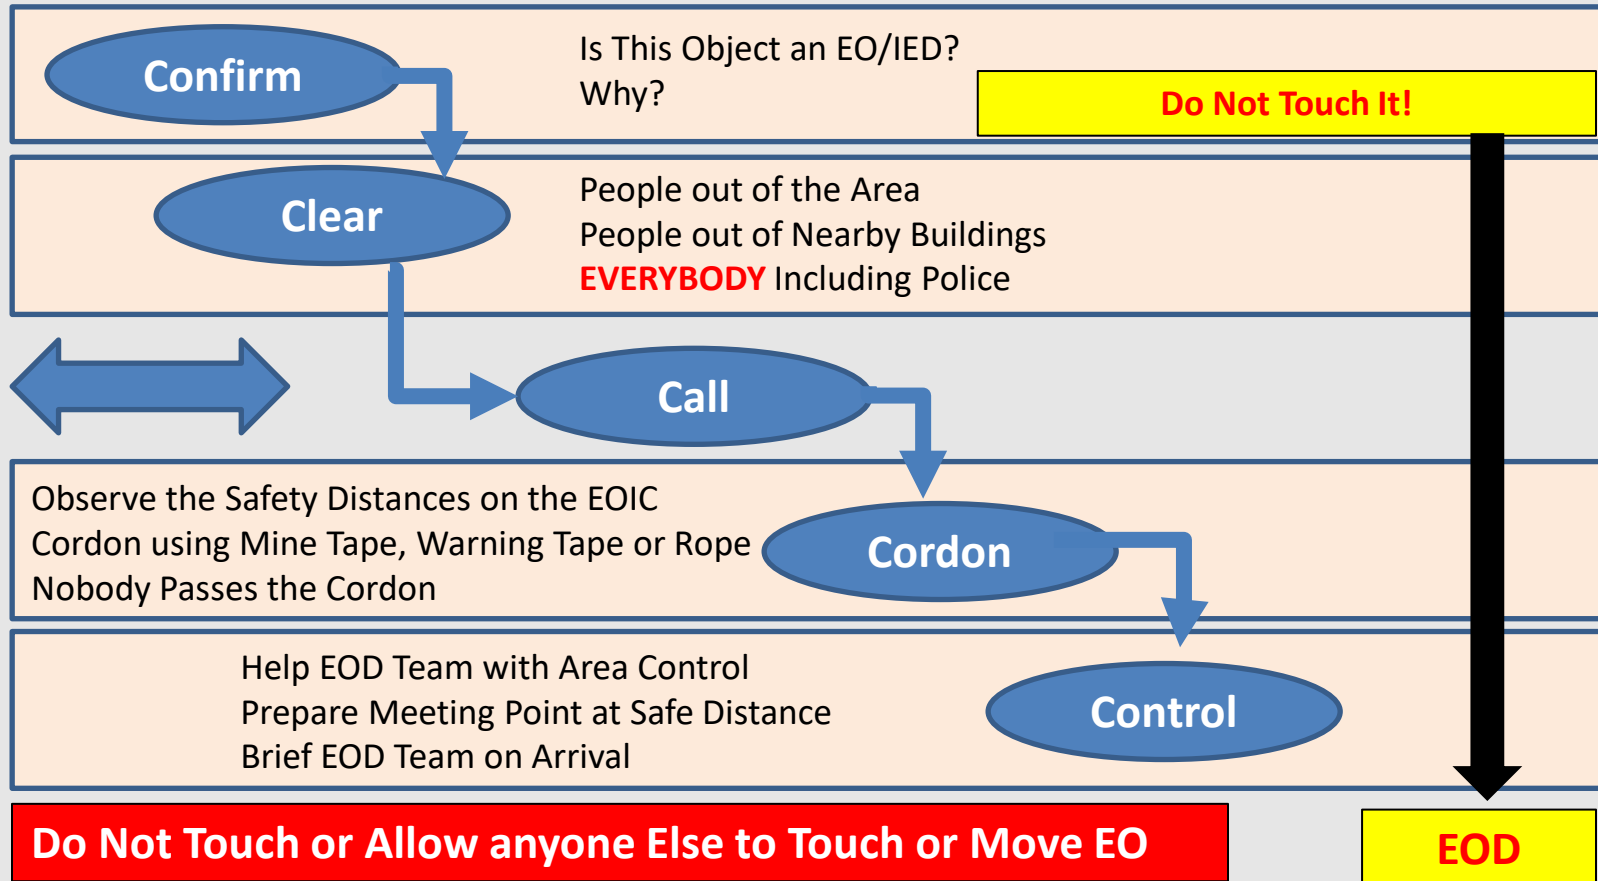 Confirm
Is This Object an EO/IED?
Why?
Do Not Touch It!
Clear
People out of the Area
People out of Nearby Buildings
EVERYBODY Including Police
Call
Observe the Safety Distances on the EOIC
Cordon using Mine Tape, Warning Tape or Rope
Nobody Passes the Cordon
Cordon
Help EOD Team with Area Control
Prepare Meeting Point at Safe Distance
Brief EOD Team on Arrival
Control
Do Not Touch or Allow anyone Else to Touch or Move EO
EOD